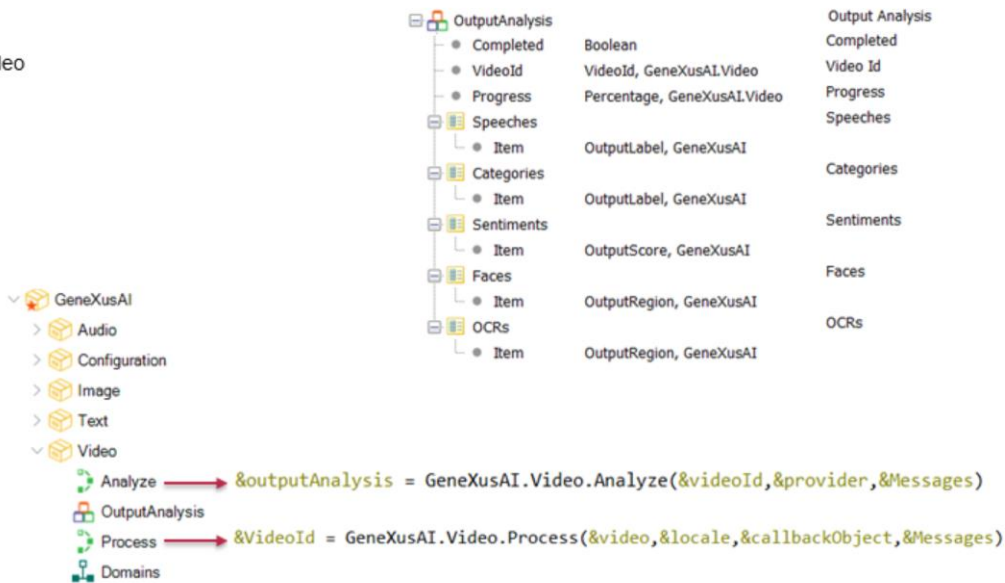 OutputAnalysis Output Analysis
Completed Boolean Completed
VideoId VideoId, GeneXusAI.Video Video Id
Progress Percentage, GeneXusAI.Video Progress
Speeches Speeches
Item OutputLabel, GeneXusAI
Categories Categories
Item OutputLabel, GeneXusAI
Sentiments Sentiments
Item OutputScore, GeneXusAI
Faces Faces
Item OutputRegion, GeneXusAI
OCRs OCRs
Item OutputRegion, GeneXusAI
GeneXusAI
Audio
Configuration
Image
Text
Video
Analyze &outputAnalysis = GeneXusAI.Video.Analyze(&videoId,&provider,&Messages)
OutputAnalysis
Process &VideoId = GeneXusAI.Video.Process(&video,&locale,&callbackObject,&Messages)
Domains